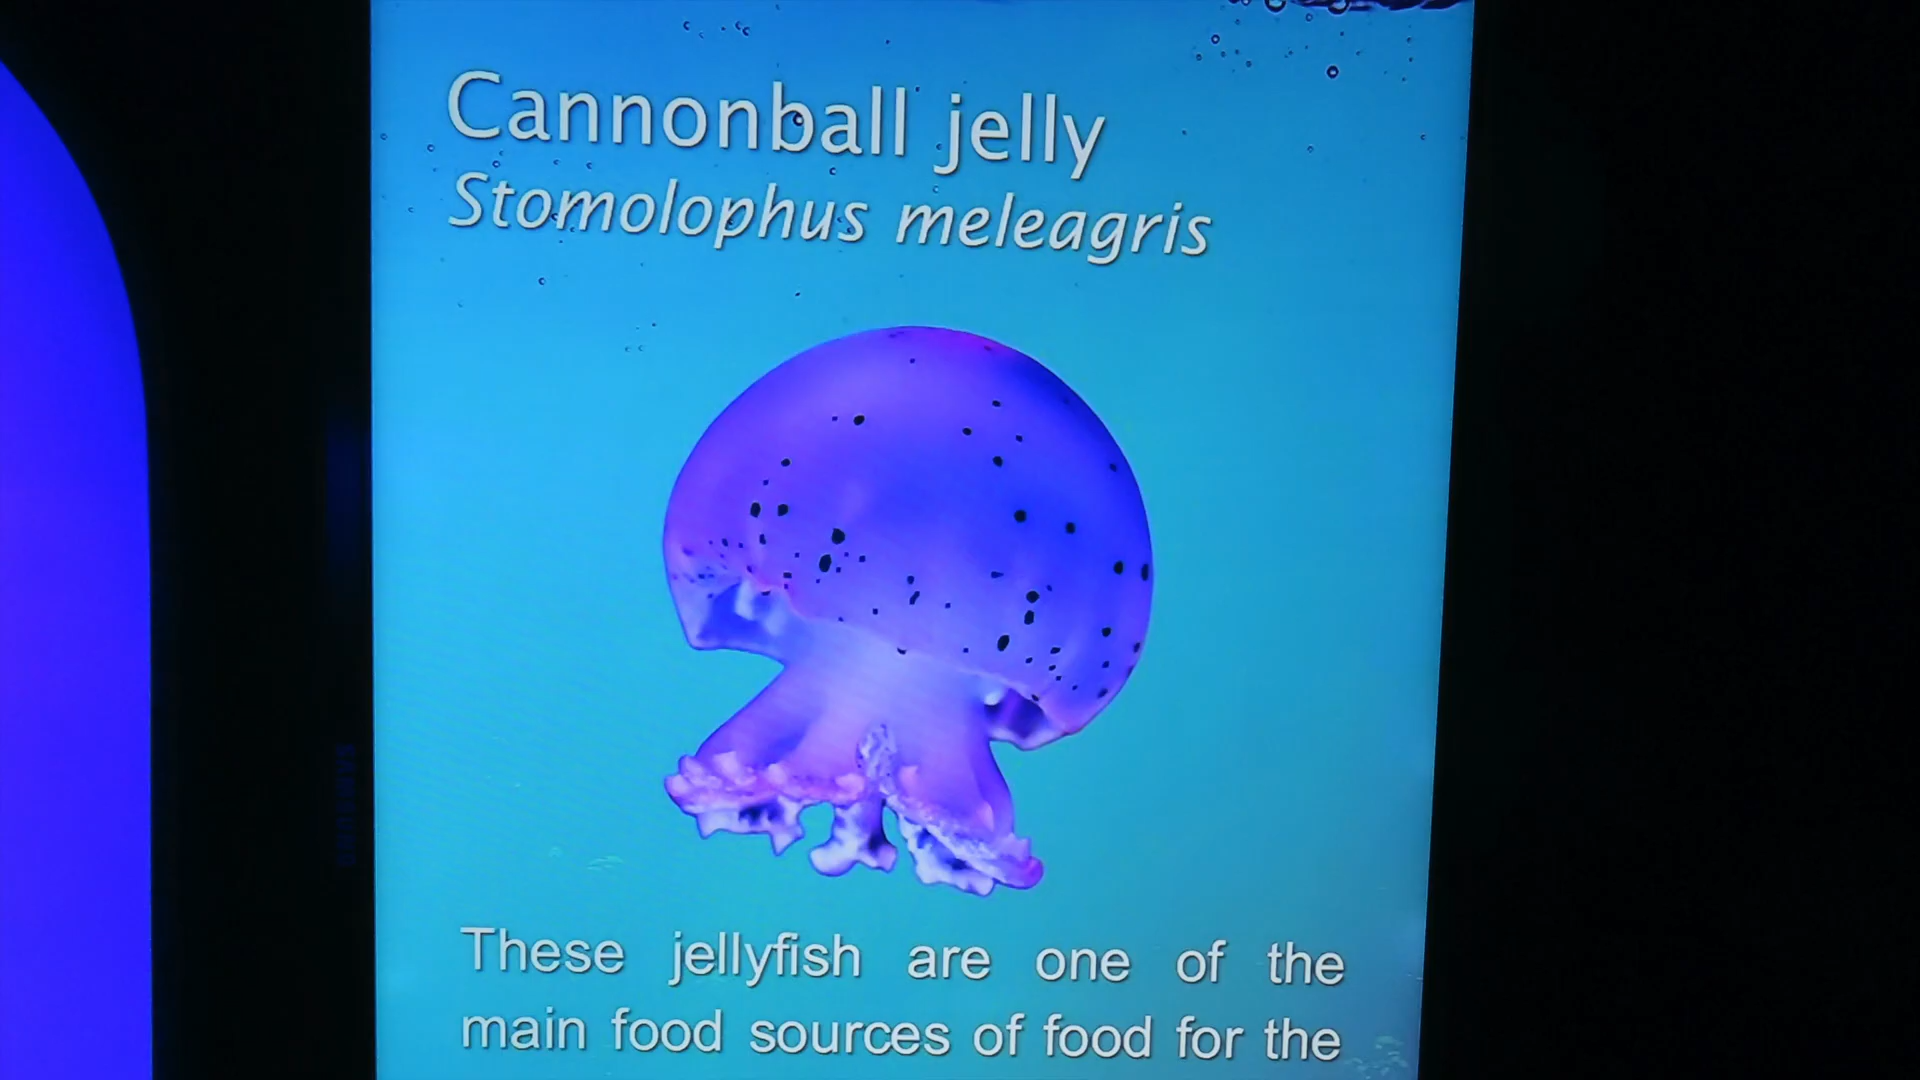 Cannonball jelly
Stomolophus meleagris
These jellyfish are one of the
main food sources of food for the